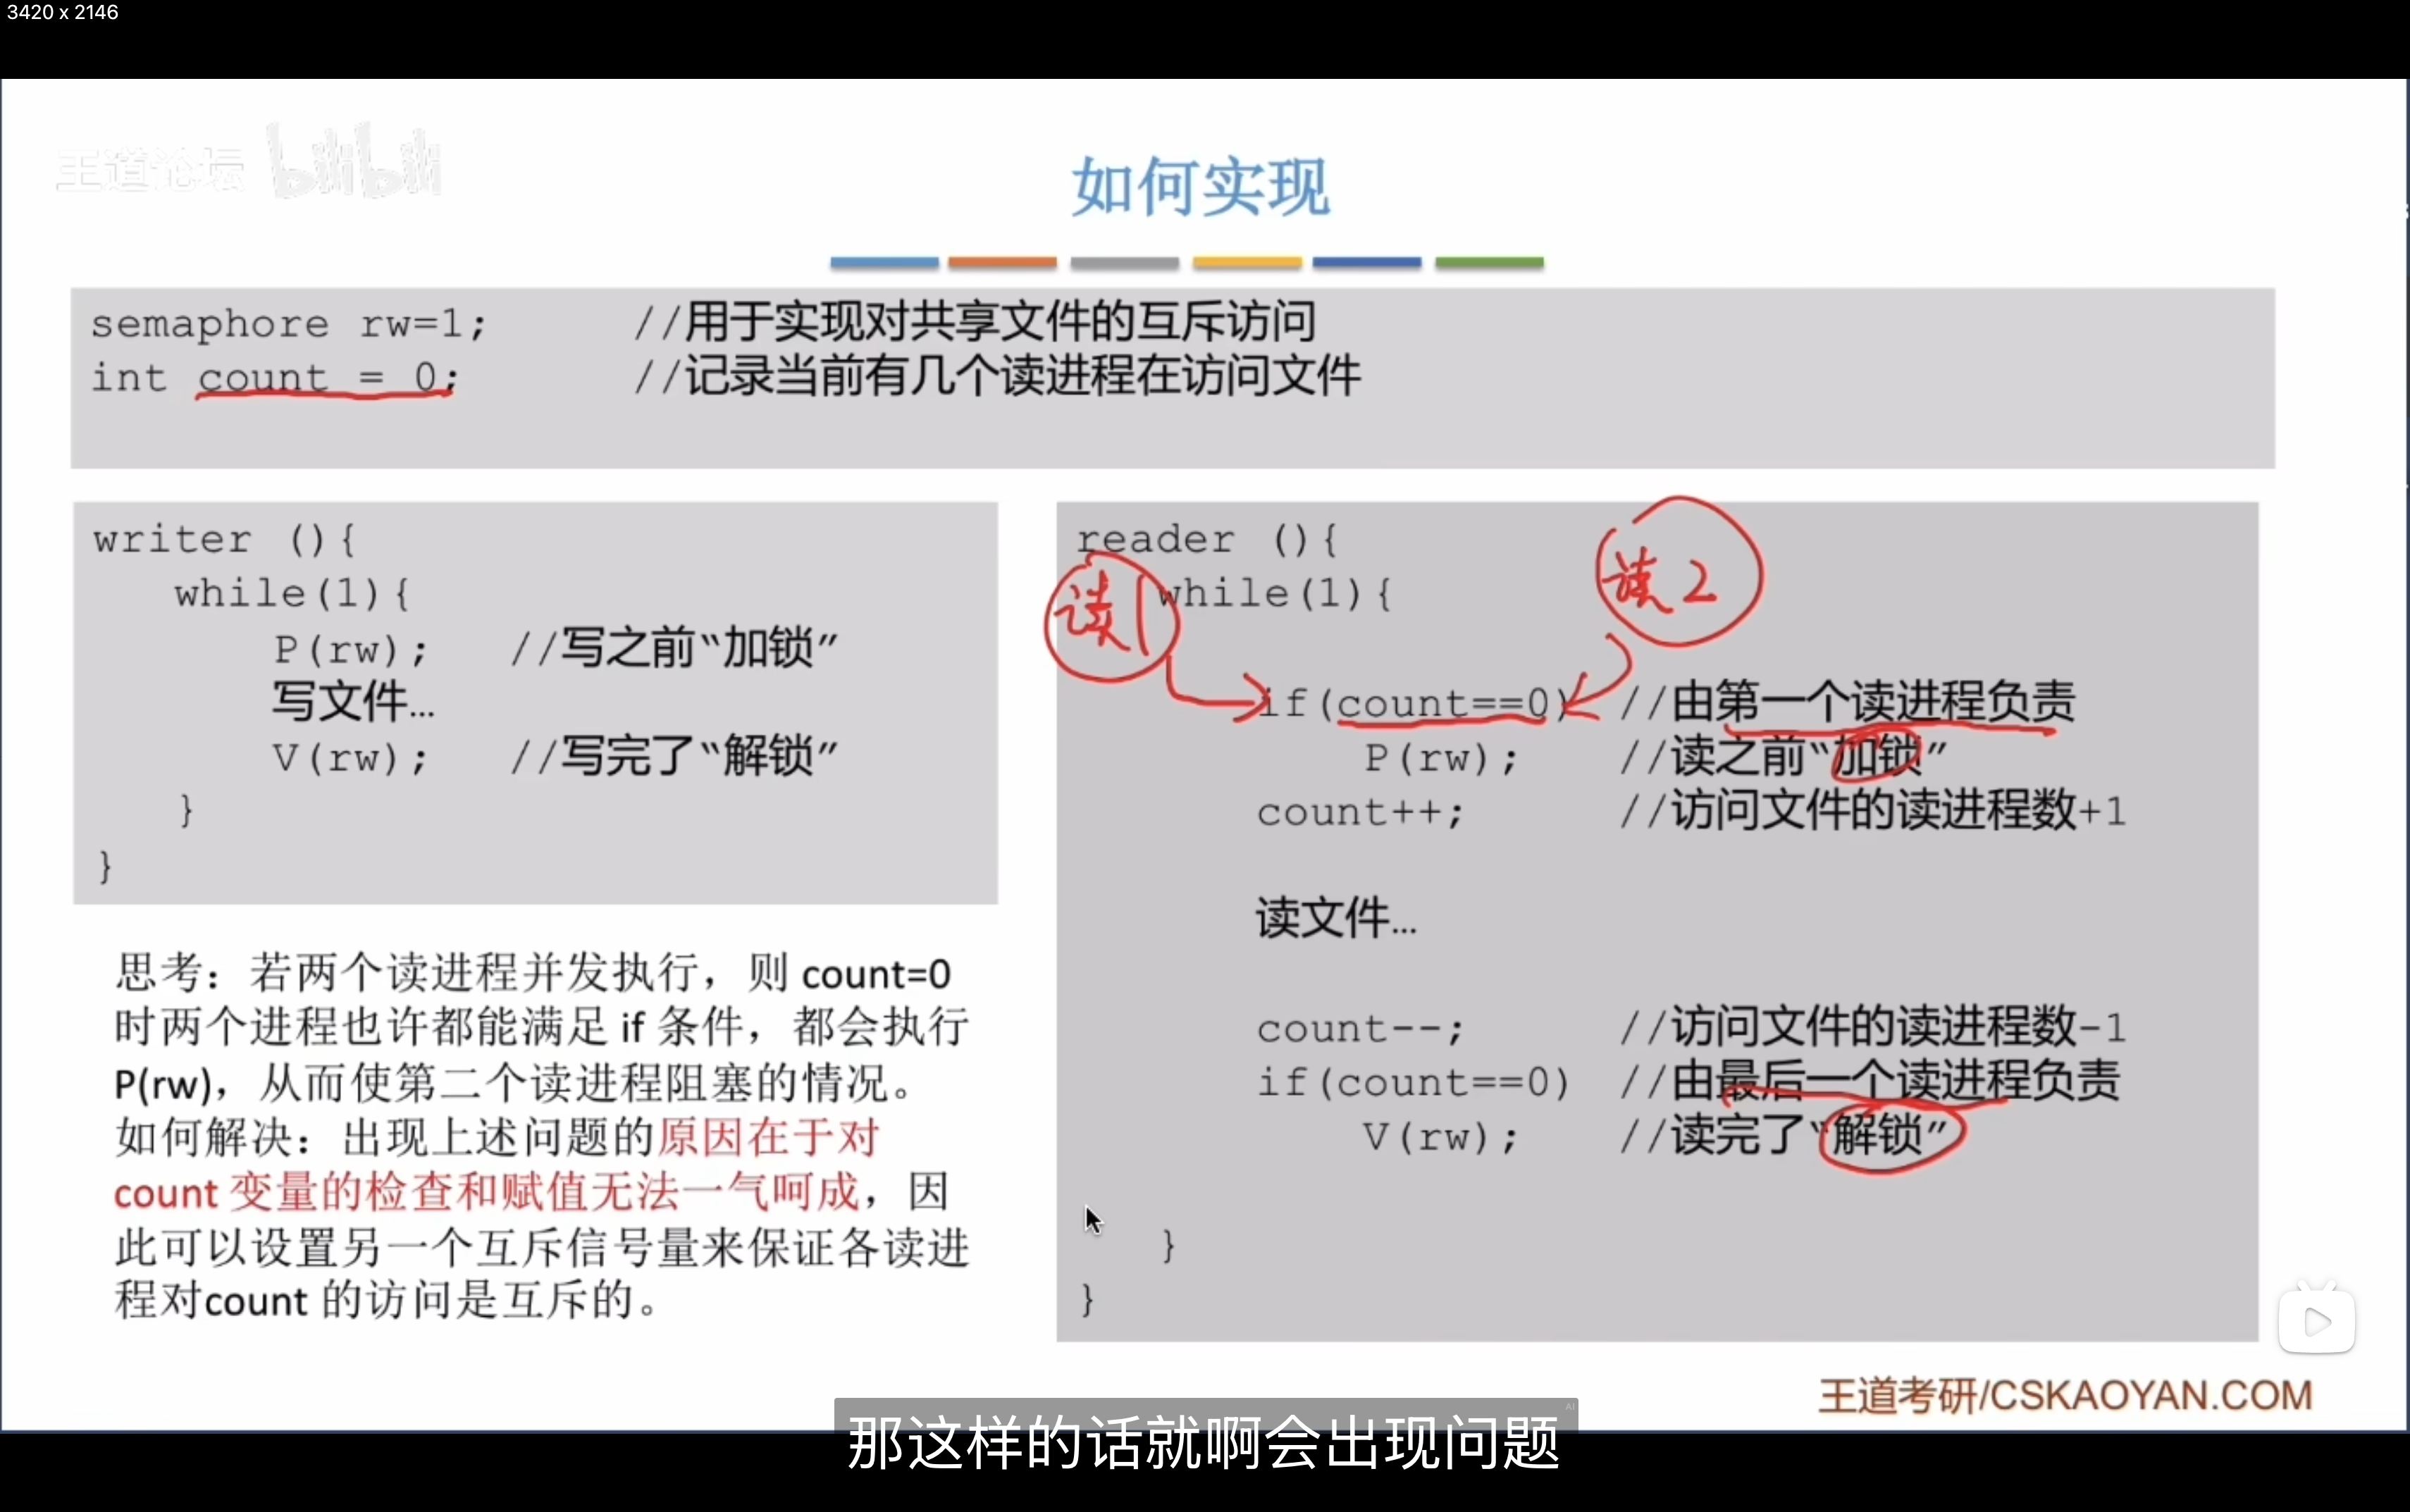 3420 x 2146
王道论坛 bilibili
如何实现
semaphore rw=1; //用于实现对共享文件的互斥访问
int count = 0; //记录当前有几个读进程在访问文件
writer (){
while(1){
P(rw); //写之前“加锁”
写文件…
V(rw); //写完了“解锁”
}
}
思考：若两个读进程并发执行，则 count=0
时两个进程也许都能满足 if 条件，都会执行
P(rw)，从而使第二个读进程阻塞的情况。
如何解决：出现上述问题的原因在于对
count 变量的检查和赋值无法一气呵成，因
此可以设置另一个互斥信号量来保证各读进
程对count 的访问是互斥的。
reader (){
读1
读2
while(1){
if(count==0) //由第一个读进程负责
P(rw); //读之前“加锁”
count++; //访问文件的读进程数+1
读文件…
count--; //访问文件的读进程数-1
if(count==0) //由最后一个读进程负责
V(rw); //读完了“解锁”
}
}
王道考研/CSKAOYAN.COM
AI
那这样的话就啊会出现问题